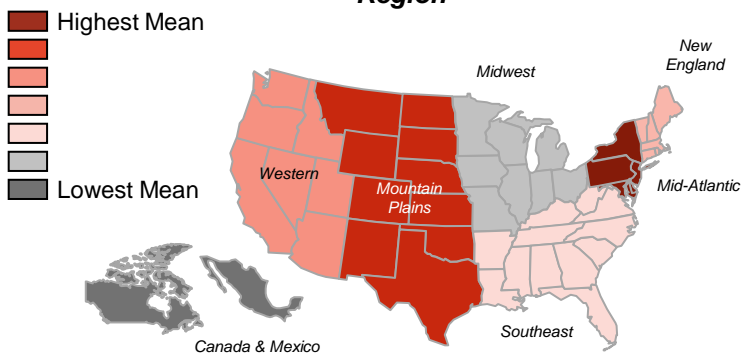 Region
Highest Mean
New
England
Midwest
Western
Mountain
Plains
Mid-Atlantic
Lowest Mean
Southeast
Canada & Mexico